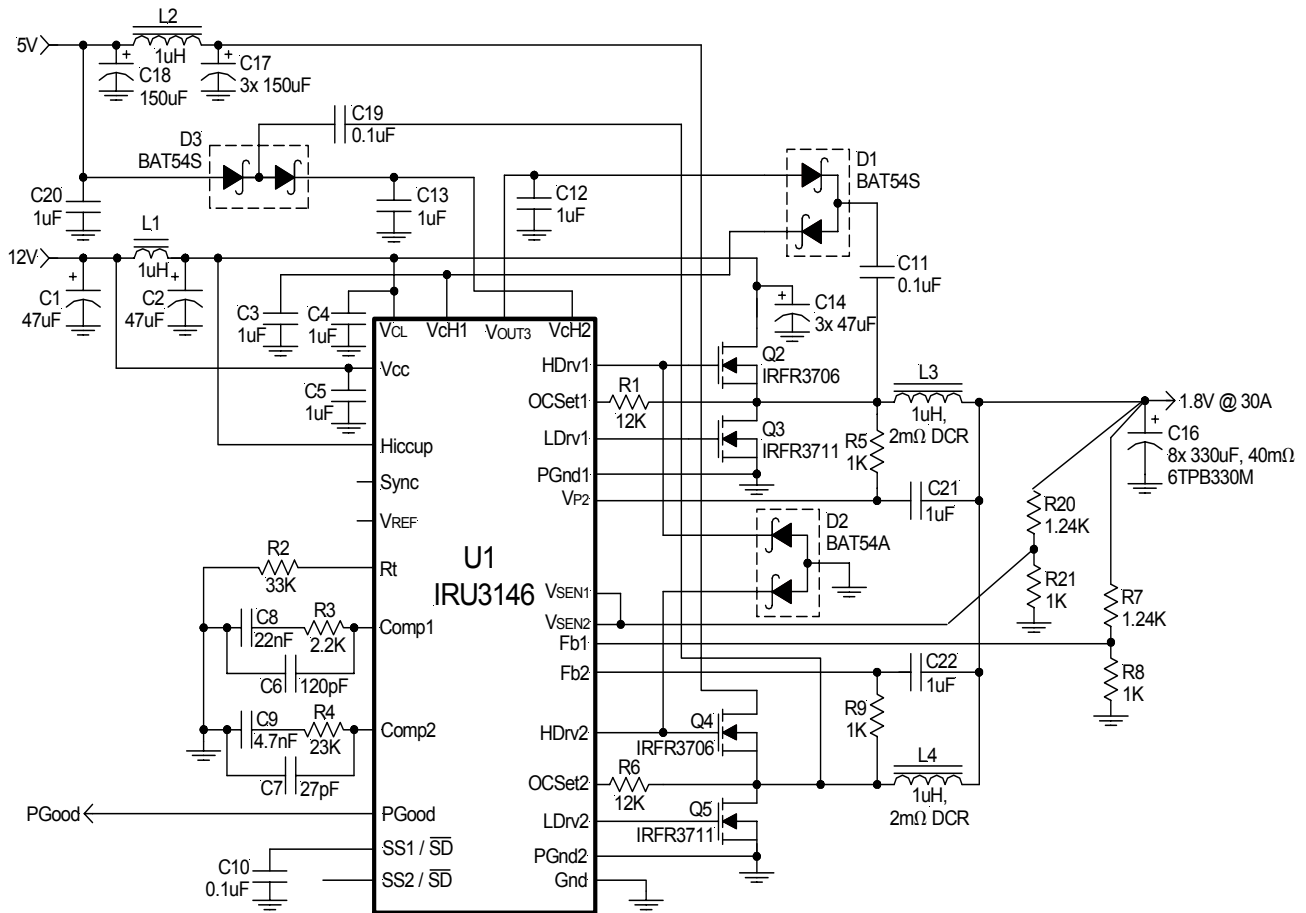 L2
5V
1uH
C18
150uF
C17
3x 150uF
C19
0.1uF
D3
BAT54S
D1
BAT54S
C20
1uF
C13
1uF
C12
1uF
L1
12V
1uH
C1
47uF
C2
47uF
C3
1uF
C4
1uF
C11
0.1uF
C14
3x 47uF
VCL
VcH1
VOUT3
VcH2
Vcc
C5
1uF
HDrv1
Q2
IRFR3706
OCSet1
R1
12K
L3
1uH,
2mΩ DCR
1.8V @ 30A
C16
8x 330uF, 40mΩ
6TPB330M
Hiccup
LDrv1
Q3
IRFR3711
R5
1K
PGnd1
Sync
VP2
C21
1uF
VREF
D2
BAT54A
R20
1.24K
R2
33K
Rt
U1
IRU3146
VSEN1
R21
1K
R7
1.24K
C8
22nF
R3
2.2K
Comp1
VSEN2
Fb1
C6
120pF
Fb2
C22
1uF
R8
1K
C9
4.7nF
R4
23K
Comp2
HDrv2
Q4
IRFR3706
R9
1K
C7
27pF
OCSet2
R6
12K
L4
1uH,
2mΩ DCR
PGood
PGood
LDrv2
Q5
IRFR3711
SS1 / SD
PGnd2
C10
0.1uF
SS2 / SD
Gnd